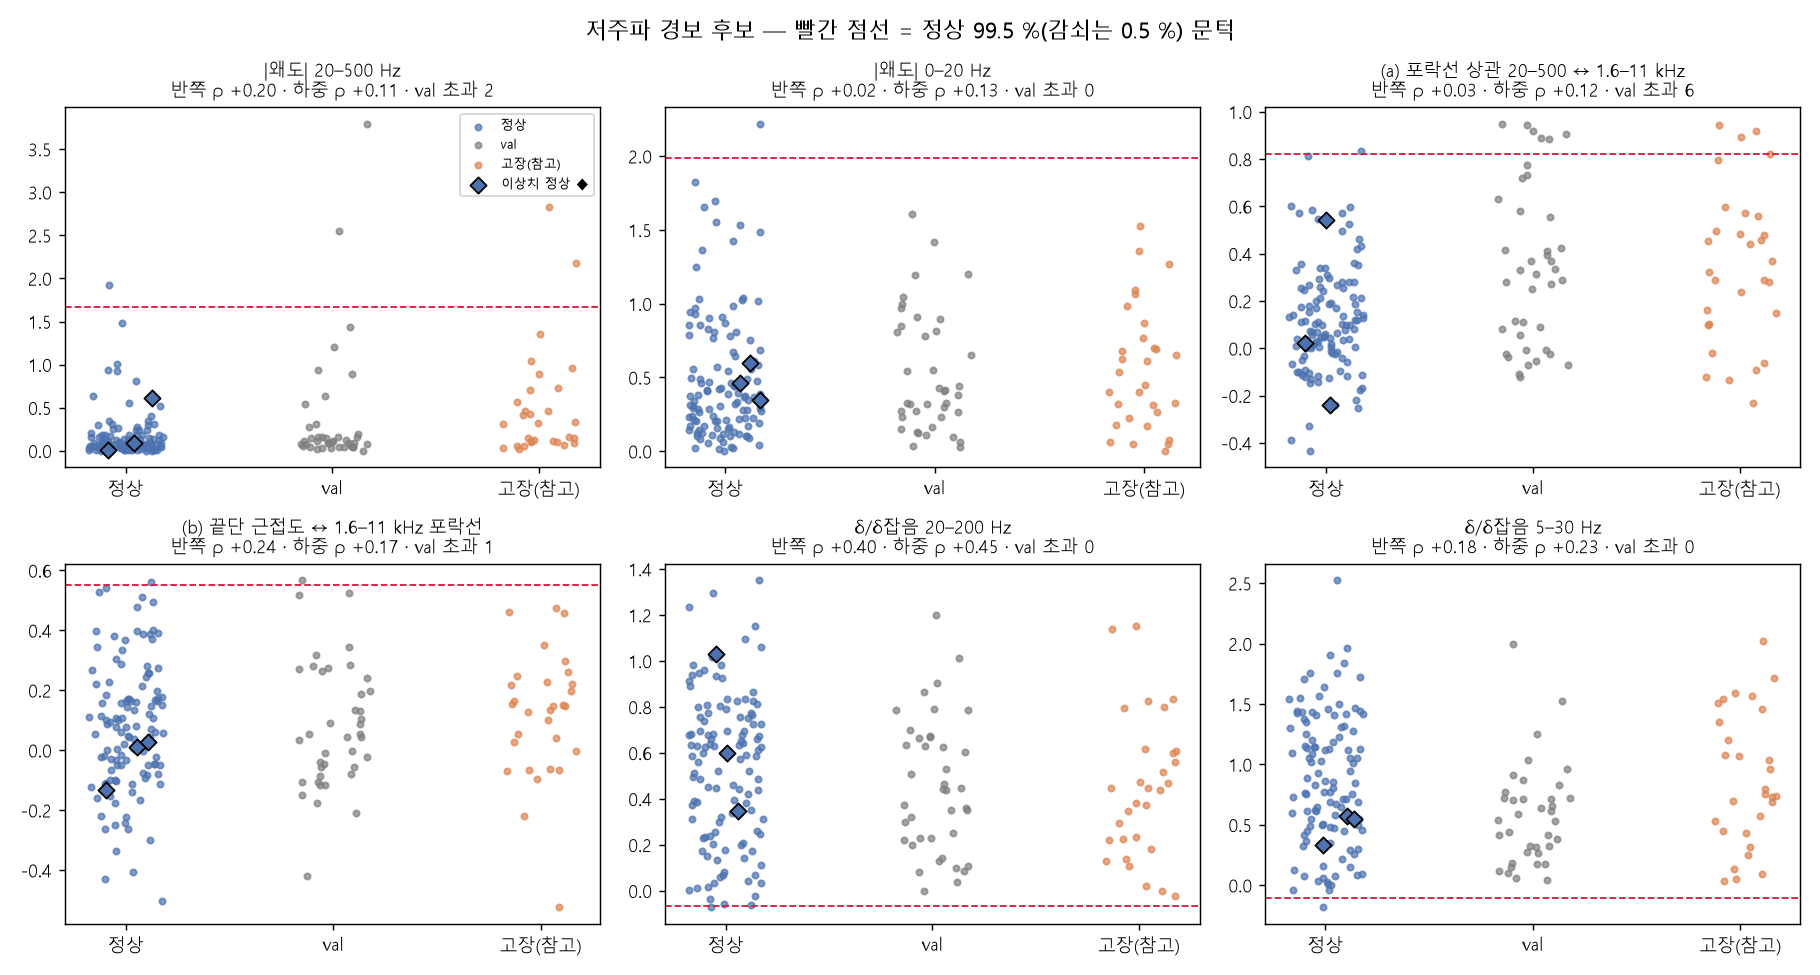 저주파 경보 후보 — 빨간 점선 = 정상 99.5 %(감쇠는 0.5 %) 문턱
|왜도| 20–500 Hz
반쪽 ρ +0.20 · 하중 ρ +0.11 · val 초과 2
3.5
3.0
2.5
2.0
1.5
1.0
0.5
0.0
정상
val
고장(참고)
이상치 정상 ◆
정상
val
고장(참고)
|왜도| 0–20 Hz
반쪽 ρ +0.02 · 하중 ρ +0.13 · val 초과 0
2.0
1.5
1.0
0.5
0.0
정상
val
고장(참고)
(a) 포락선 상관 20–500 ↔ 1.6–11 kHz
반쪽 ρ +0.03 · 하중 ρ +0.12 · val 초과 6
1.0
0.8
0.6
0.4
0.2
0.0
-0.2
-0.4
정상
val
고장(참고)
(b) 끝단 근접도 ↔ 1.6–11 kHz 포락선
반쪽 ρ +0.24 · 하중 ρ +0.17 · val 초과 1
0.6
0.4
0.2
0.0
-0.2
-0.4
정상
val
고장(참고)
δ/δ잡음 20–200 Hz
반쪽 ρ +0.40 · 하중 ρ +0.45 · val 초과 0
1.4
1.2
1.0
0.8
0.6
0.4
0.2
0.0
정상
val
고장(참고)
δ/δ잡음 5–30 Hz
반쪽 ρ +0.18 · 하중 ρ +0.23 · val 초과 0
2.5
2.0
1.5
1.0
0.5
0.0
정상
val
고장(참고)